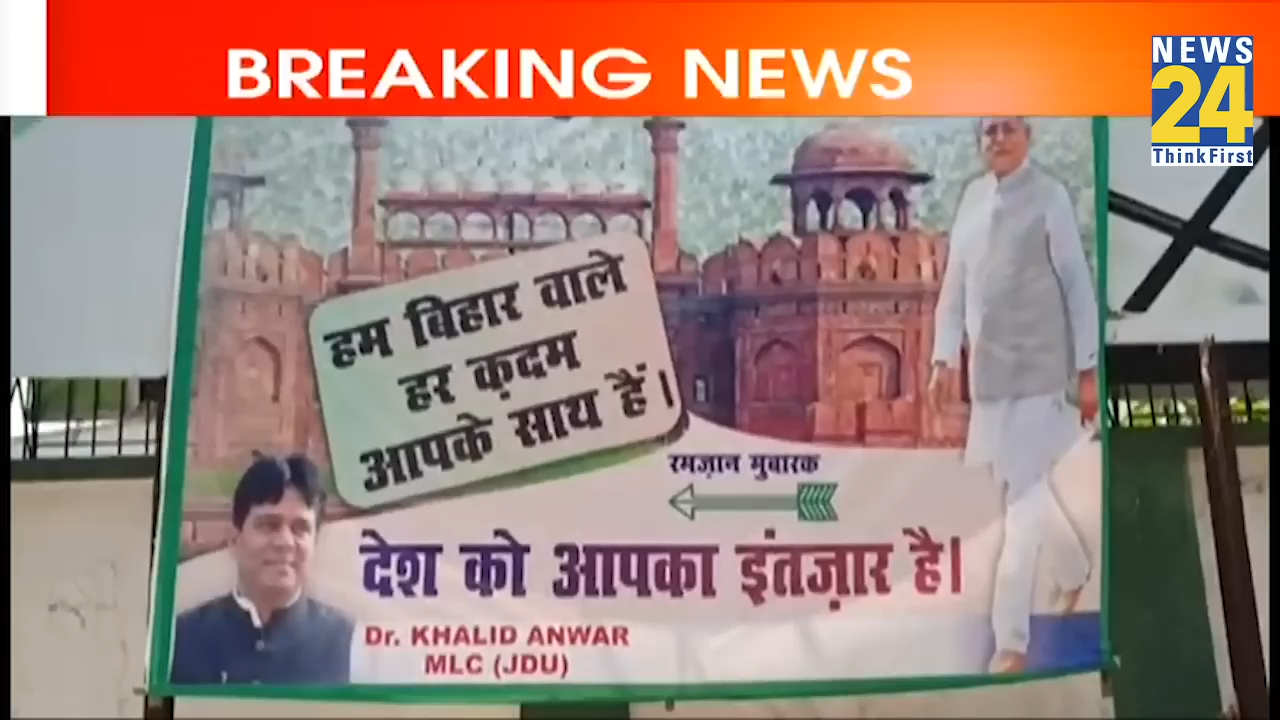 BREAKING NEWS
NEWS
24
ThinkFirst
हम बिहार वाले
हर क़दम
आपके साथ हैं।
रमज़ान मुबारक
देश को आपका इंतज़ार है।
Dr. KHALID ANWAR
MLC (JDU)